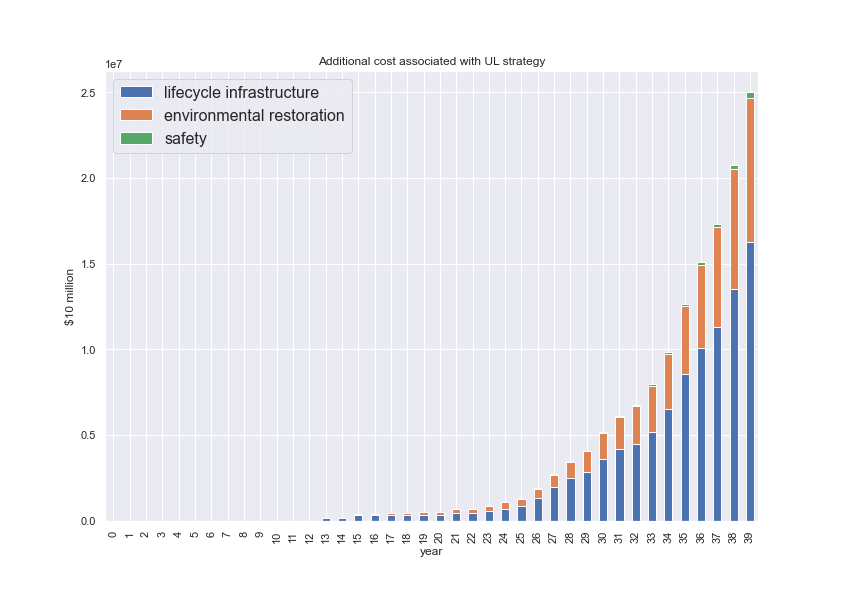 Additional cost associated with UL strategy
1e7
lifecycle infrastructure
environmental restoration
safety
2.5
2.0
1.5
1.0
0.5
0.0
$10 million
0 1 2 3 4 5 6 7 8 9 10 11 12 13 14 15 16 17 18 19 20 21 22 23 24 25 26 27 28 29 30 31 32 33 34 35 36 37 38 39
year